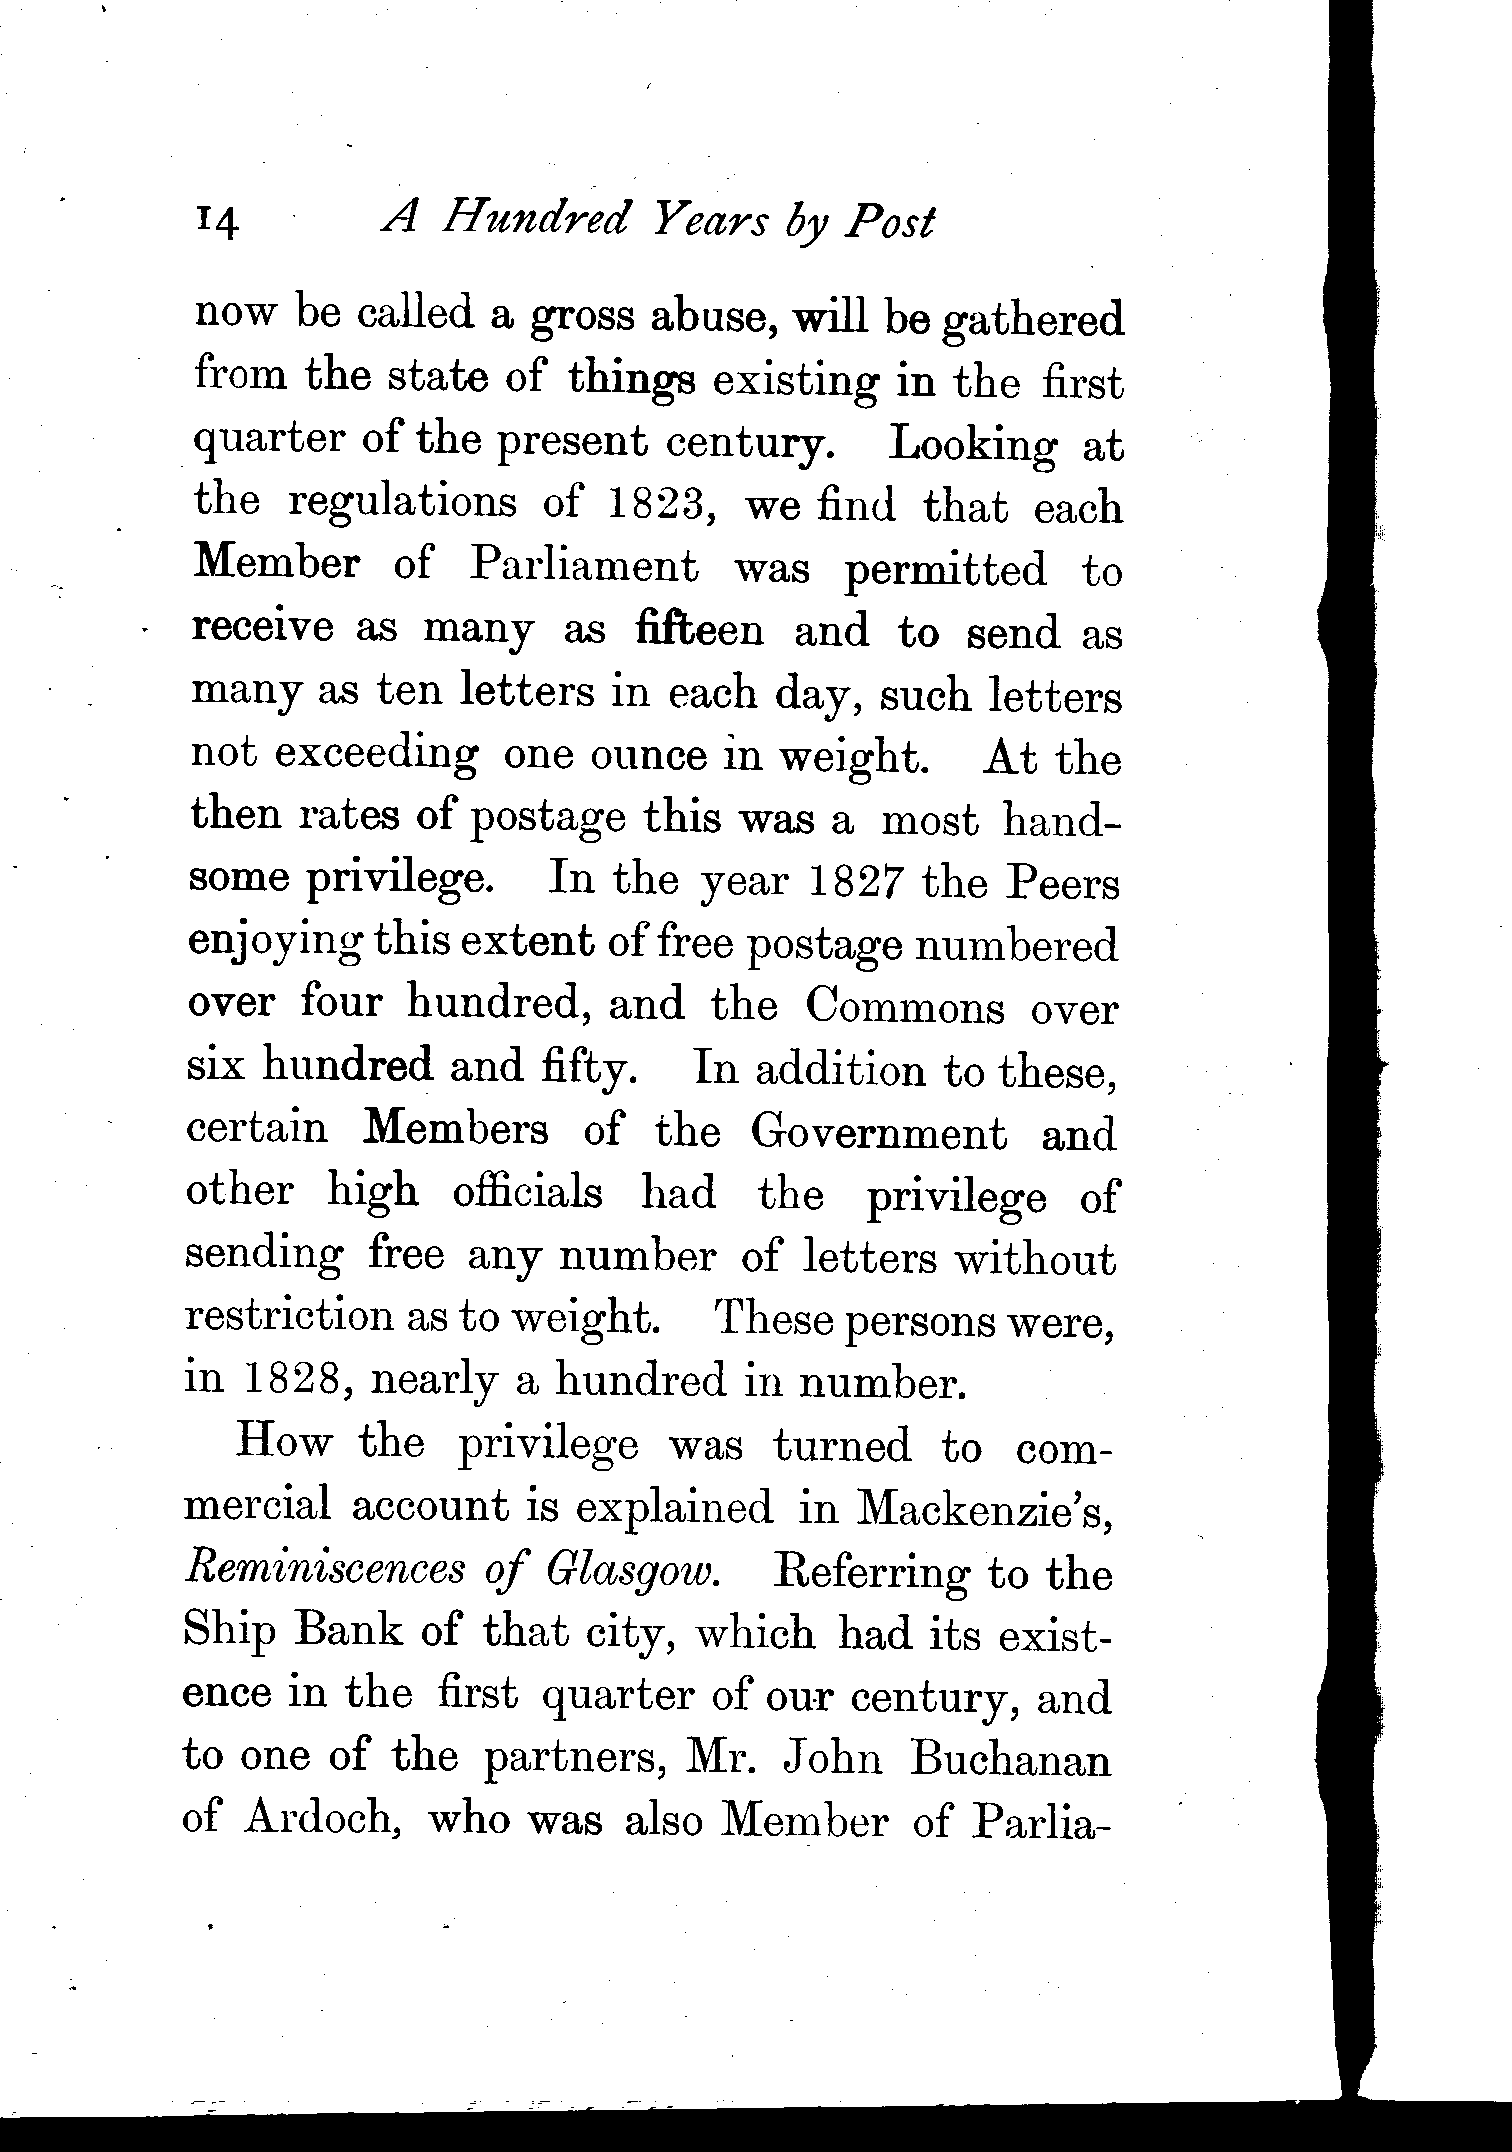 14 A Hundred Years by Post
now be called a gross abuse, will be gathered
from the state of things existing in the first
quarter of the present century. Looking at
the regulations of 1823, we find that each
Member of Parliament was permitted to
receive as many as fifteen and to send as
many as ten letters in each day, such letters
not exceeding one ounce in weight. At the
then rates of postage this was a most hand-
some privilege. In the year 1827 the Peers
enjoying this extent of free postage numbered
over four hundred, and the Commons over
six hundred and fifty. In addition to these,
certain Members of the Government and
other high officials had the privilege of
sending free any number of letters without
restriction as to weight. These persons were,
in 1828, nearly a hundred in number.
How the privilege was turned to com-
mercial account is explained in Mackenzie's,
Reminiscences of Glasgow. Referring to the
Ship Bank of that city, which had its exist-
ence in the first quarter of our century, and
to one of the partners, Mr. John Buchanan
of Ardoch, who was also Member of Parlia-